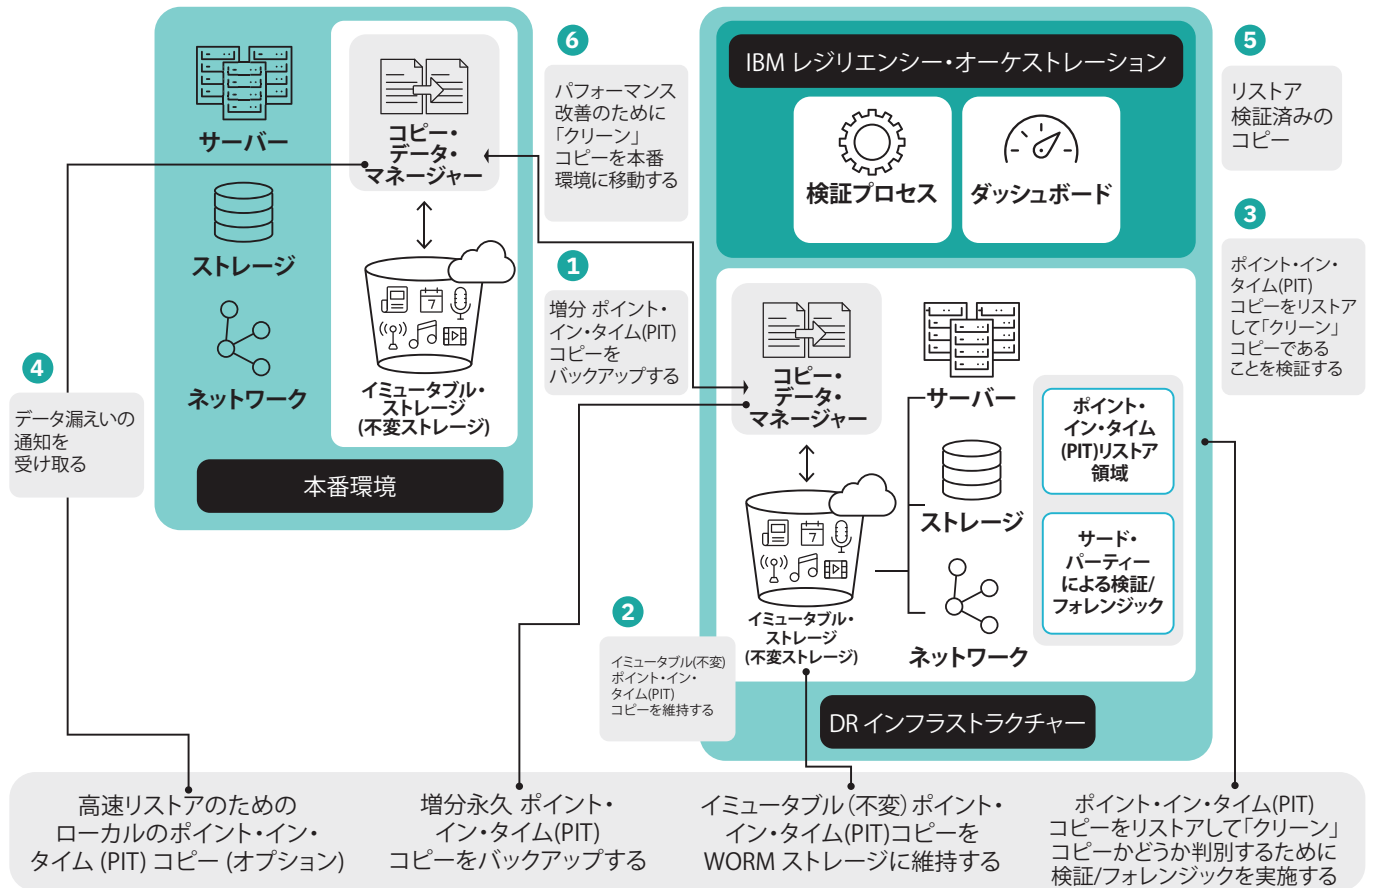 サーバー
ストレージ
ネットワーク
コピー・
データ・
マネージャー
7
イミュータブル・
ストレージ
(不変ストレージ)
本番環境
4
データ漏えいの
通知を
受け取る
6
パフォーマンス
改善のために
「クリーン」
コピーを本番
環境に移動する
1
増分 ポイント・
イン・タイム(PIT)
コピーを
バックアップする
2
イミュータブル(不変)
ポイント・イン・
タイム(PIT)
コピーを維持する
IBM レジリエンシー・オーケストレーション
検証プロセス
ダッシュボード
コピー・
データ・
マネージャー
7
イミュータブル・
ストレージ
(不変ストレージ)
サーバー
ストレージ
ネットワーク
ポイント・
イン・タイム
(PIT)リストア
領域
サード・
パーティー
による検証/
フォレンジック
DR インフラストラクチャー
5
リストア
検証済みの
コピー
3
ポイント・イン・
タイム(PIT)
コピーをリストア
して「クリーン」
コピーである
ことを検証する
高速リストアのための
ローカルのポイント・イン・
タイム (PIT) コピー (オプション)
増分永久 ポイント・
イン・タイム(PIT)
コピーをバックアップする
イミュータブル（不変）ポイント・
イン・タイム(PIT)コピーを
WORM ストレージに維持する
ポイント・イン・タイム(PIT)
コピーをリストアして「クリーン」
コピーかどうか判別するために
検証/フォレンジックを実施する